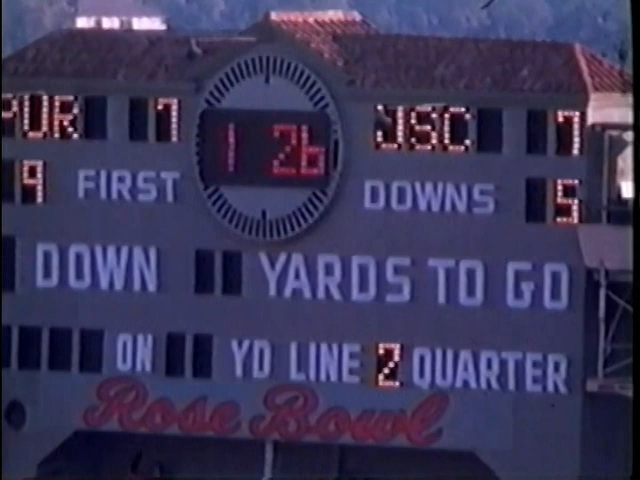 PUR 7 1 26 JSC 7
9 FIRST DOWNS 5
DOWN YARDS TO GO
ON YD LINE 2 QUARTER
Rose Bowl